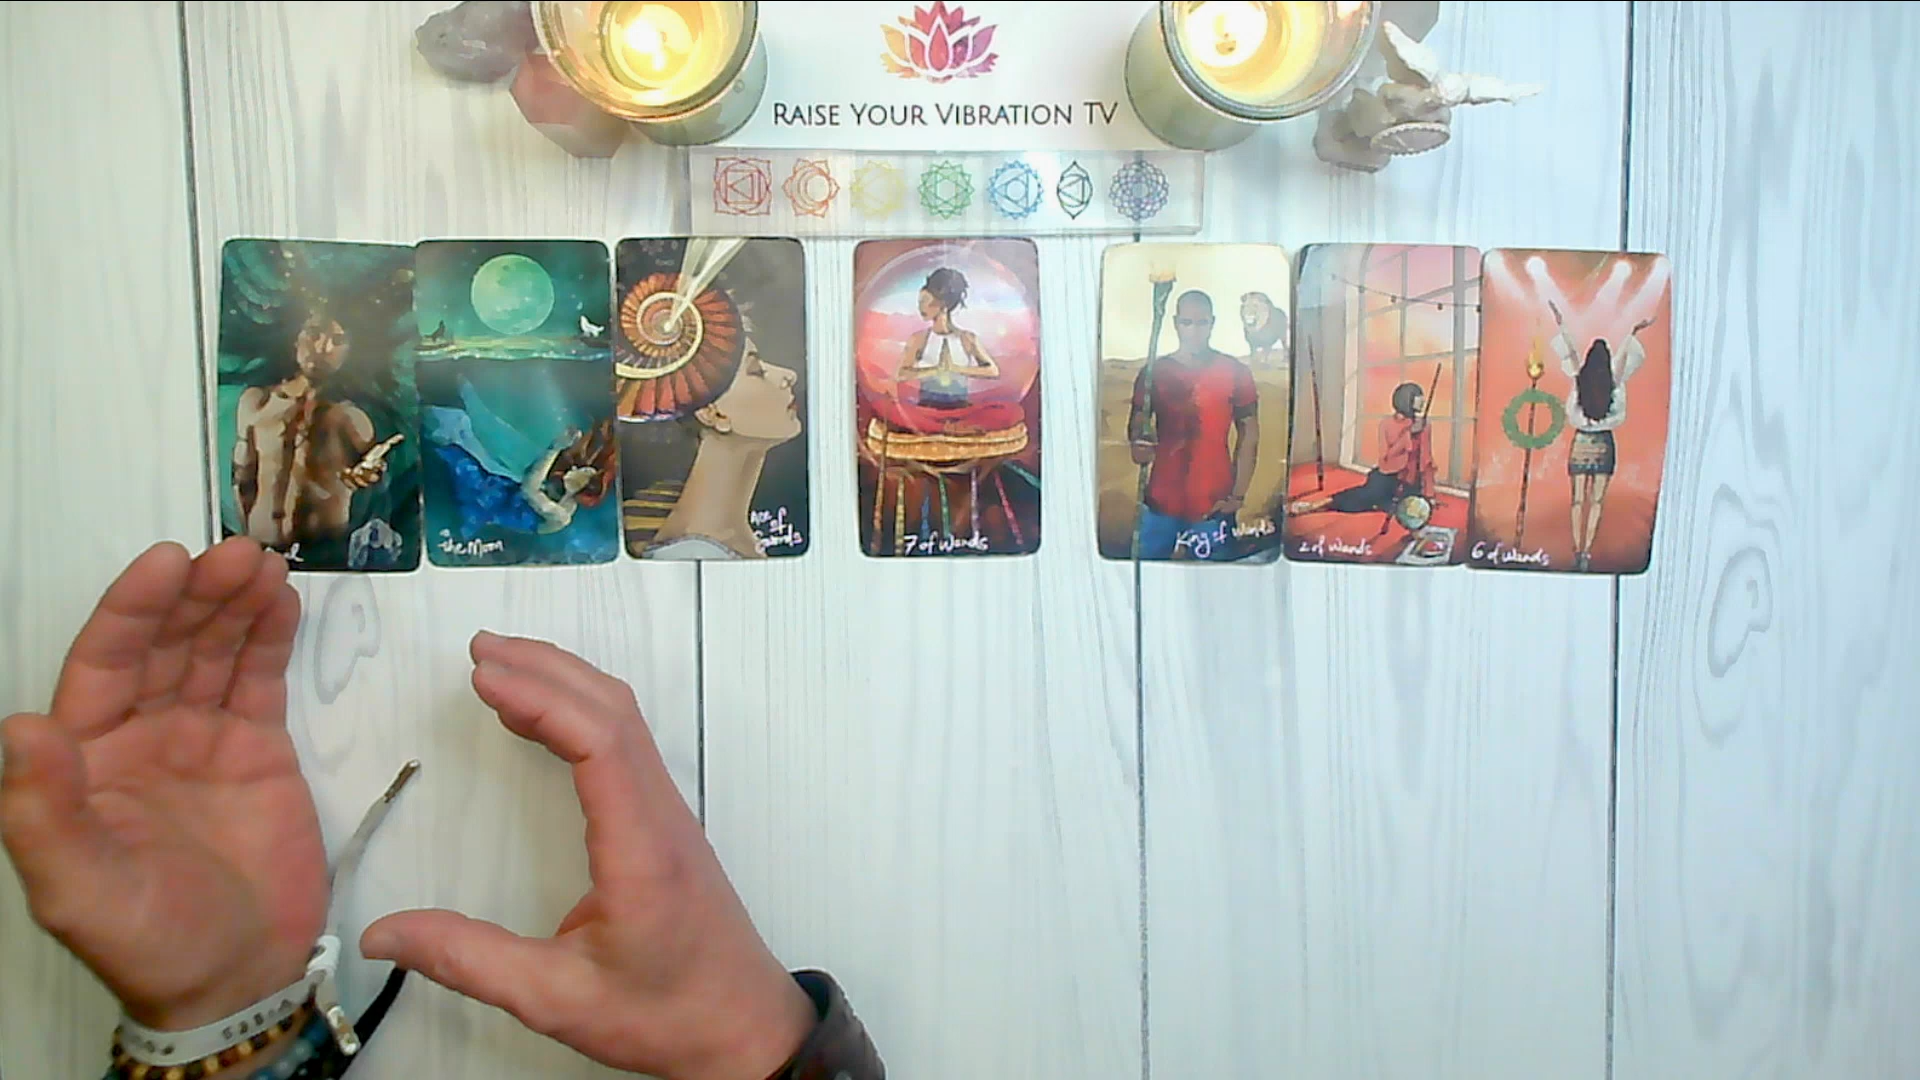 RAISE YOUR VIBRATION TV
the Moon
Ace of
Swords
7 of Wands
King of Wands
2 of Wands
6 of Wands